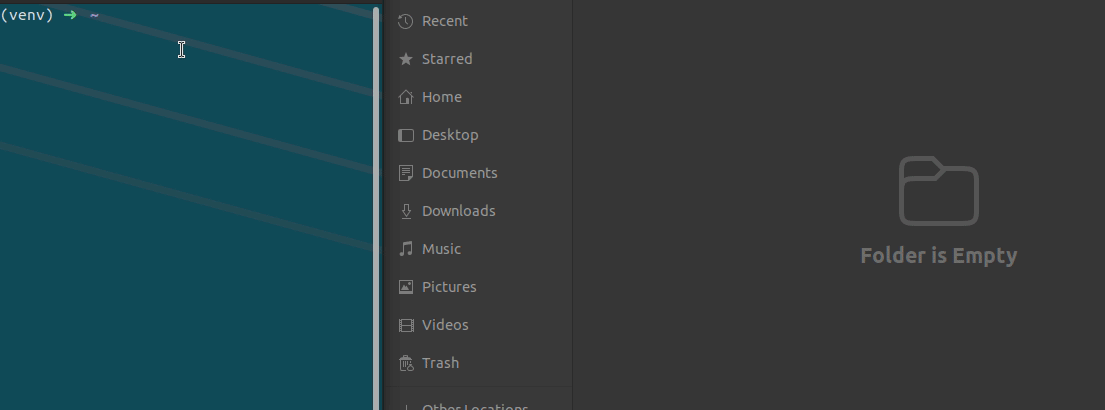 (venv) ➜ ~
Recent
Starred
Home
Desktop
Documents
Downloads
Music
Pictures
Videos
Trash
Other Locations
Folder is Empty